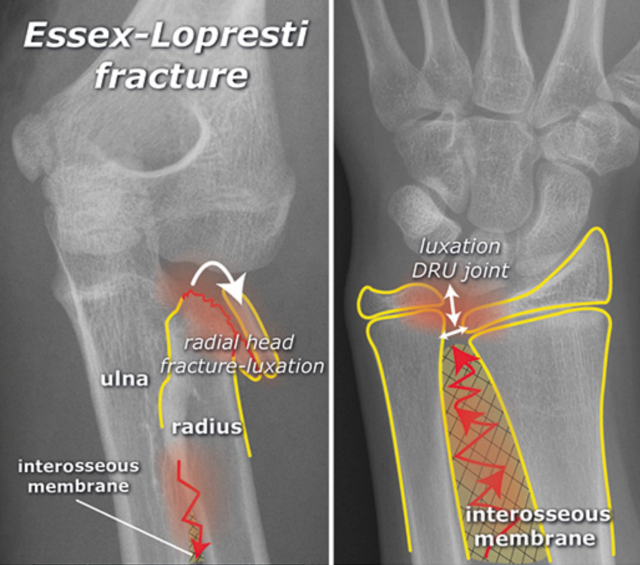 Essex-Lopresti
fracture
radial head
fracture-luxation
ulna
radius
interosseous
membrane
luxation
DRU joint
interosseous
membrane